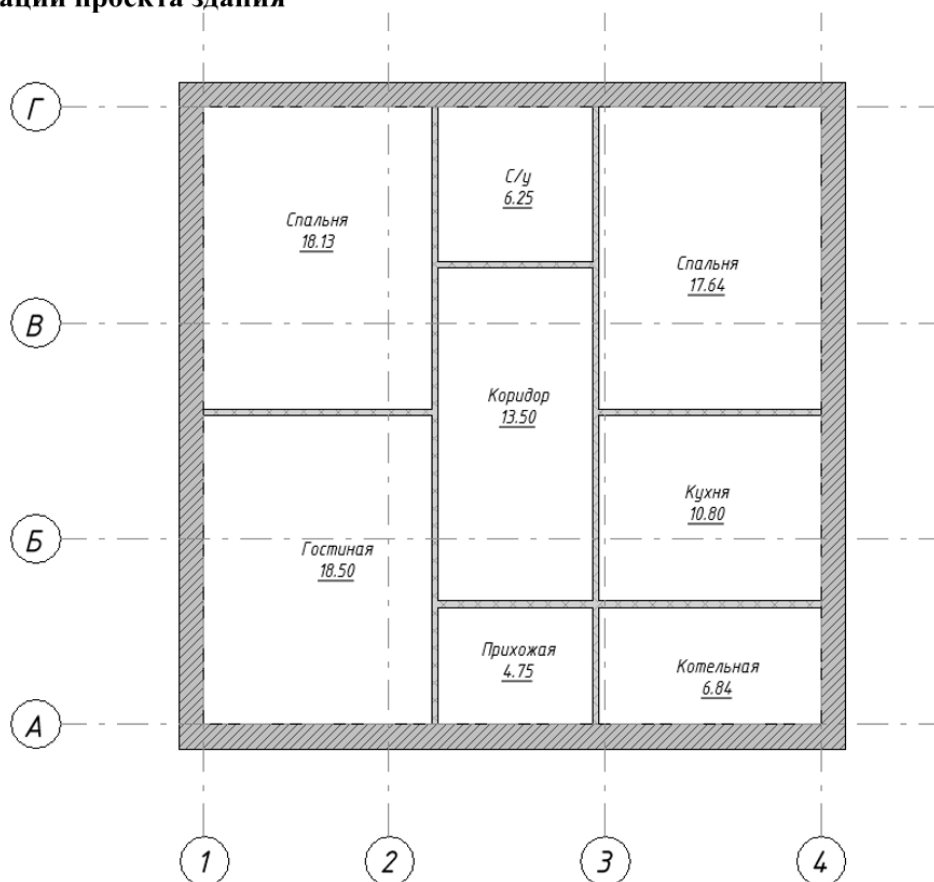 ации проекта здания
Г
С/у
6.25
Спальня
18.13
Спальня
17.64
В
Коридор
13.50
Кухня
10.80
Б
Гостиная
18.50
Прихожая
4.75
Котельная
6.84
А
1
2
3
4